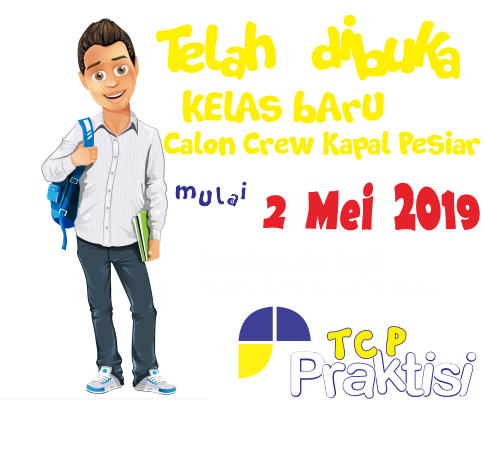 Telah dibuka
KELAS bAru
Calon Crew Kapal Pesiar
mulai
2 Mei 2019
TCP
Praktisi